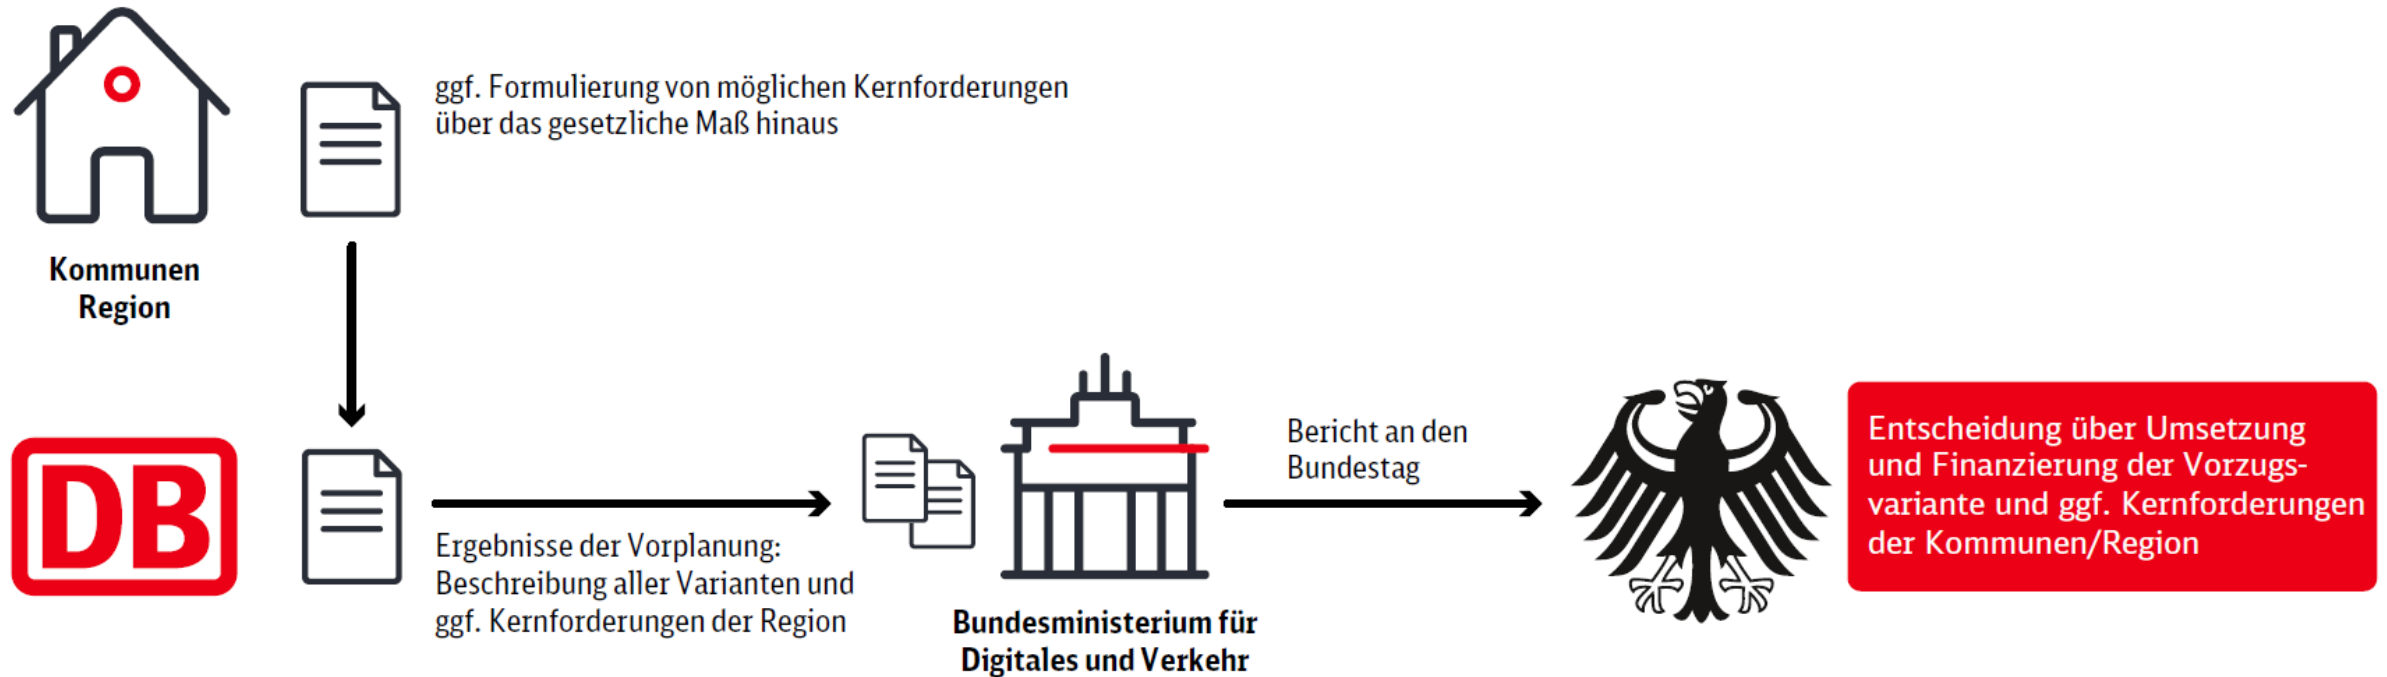 ggf. Formulierung von möglichen Kernforderungen
über das gesetzliche Maß hinaus
Kommunen
Region
DB
Ergebnisse der Vorplanung:
Beschreibung aller Varianten und
ggf. Kernforderungen der Region
Bundesministerium für
Digitales und Verkehr
Bericht an den
Bundestag
Entscheidung über Umsetzung
und Finanzierung der Vorzugs-
variante und ggf. Kernforderungen
der Kommunen/Region